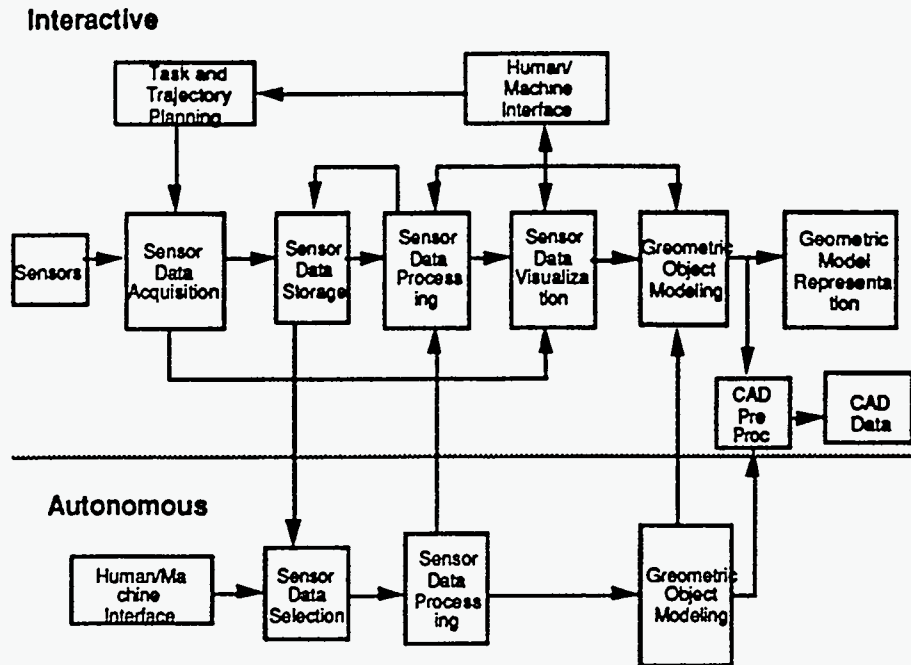 Interactive
Task and
Trajectory
Planning
Human/
Machine
Interface
Sensors
Sensor
Data
Acquisition
Sensor
Data
Storage
Sensor
Data
Process
ing
Sensor
Data
Visualiza
tion
Greometric
Object
Modeling
Geometric
Model
Representa
tion
CAD
Pre
Proc
CAD
Data
Autonomous
Human/Ma
chine
Interface
Sensor
Data
Selection
Sensor
Data
Process
ing
Greometric
Object
Modeling